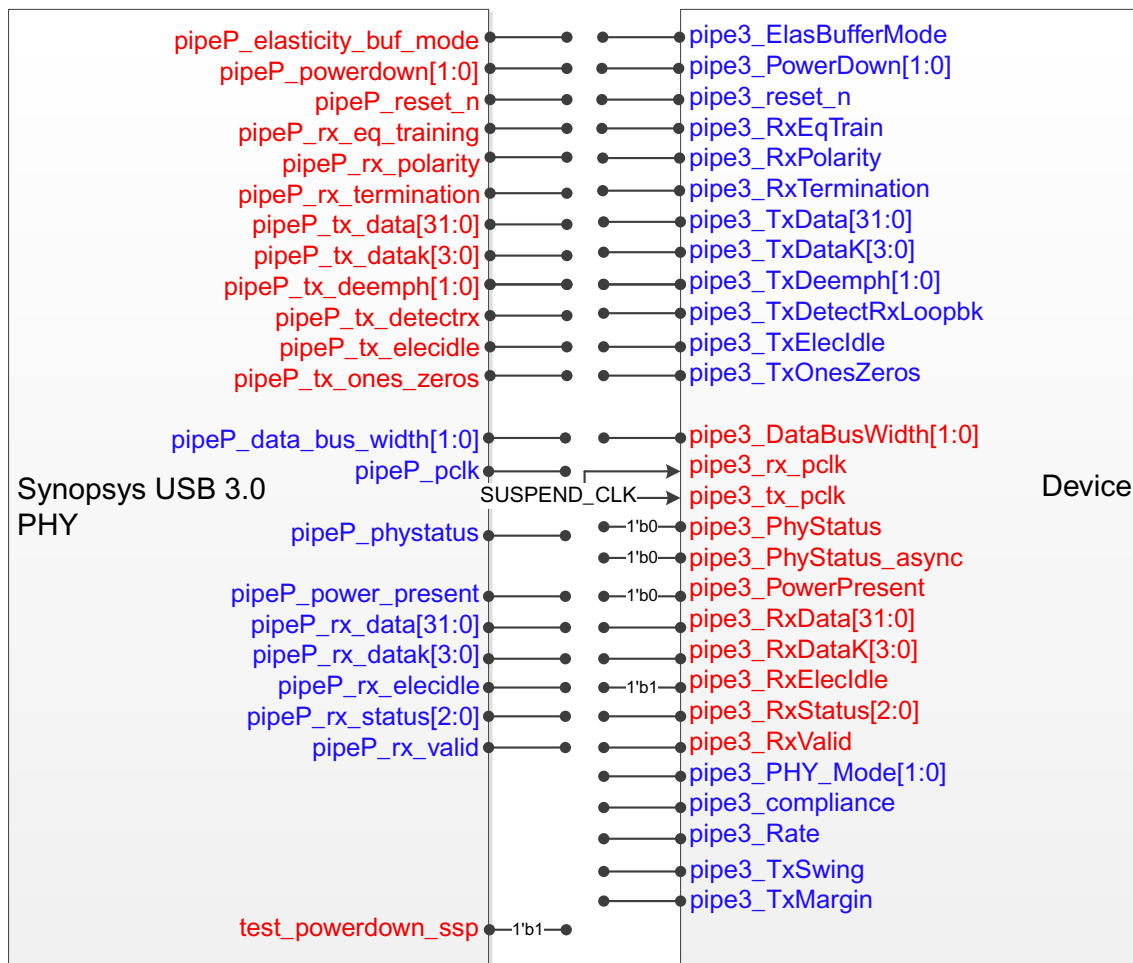 pipeP_elasticity_buf_mode
pipeP_powerdown[1:0]
pipeP_reset_n
pipeP_rx_eq_training
pipeP_rx_polarity
pipeP_rx_termination
pipeP_tx_data[31:0]
pipeP_tx_datak[3:0]
pipeP_tx_deemph[1:0]
pipeP_tx_detectrx
pipeP_tx_elecidle
pipeP_tx_ones_zeros
pipeP_data_bus_width[1:0]
pipeP_pclk
Synopsys USB 3.0
PHY
pipeP_phystatus
pipeP_power_present
pipeP_rx_data[31:0]
pipeP_rx_datak[3:0]
pipeP_rx_elecidle
pipeP_rx_status[2:0]
pipeP_rx_valid
test_powerdown_ssp
1'b1
SUSPEND_CLK
1'b0
1'b0
1'b0
1'b1
pipe3_ElasBufferMode
pipe3_PowerDown[1:0]
pipe3_reset_n
pipe3_RxEqTrain
pipe3_RxPolarity
pipe3_RxTermination
pipe3_TxData[31:0]
pipe3_TxDataK[3:0]
pipe3_TxDeemph[1:0]
pipe3_TxDetectRxLoopbk
pipe3_TxElecIdle
pipe3_TxOnesZeros
pipe3_DataBusWidth[1:0]
pipe3_rx_pclk
pipe3_tx_pclk
Device
pipe3_PhyStatus
pipe3_PhyStatus_async
pipe3_PowerPresent
pipe3_RxData[31:0]
pipe3_RxDataK[3:0]
pipe3_RxElecIdle
pipe3_RxStatus[2:0]
pipe3_RxValid
pipe3_PHY_Mode[1:0]
pipe3_compliance
pipe3_Rate
pipe3_TxSwing
pipe3_TxMargin